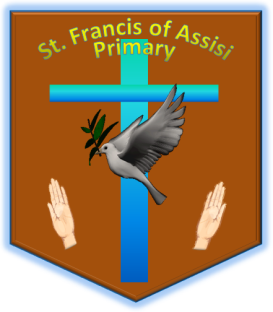 St. Francis of Assisi
Primary